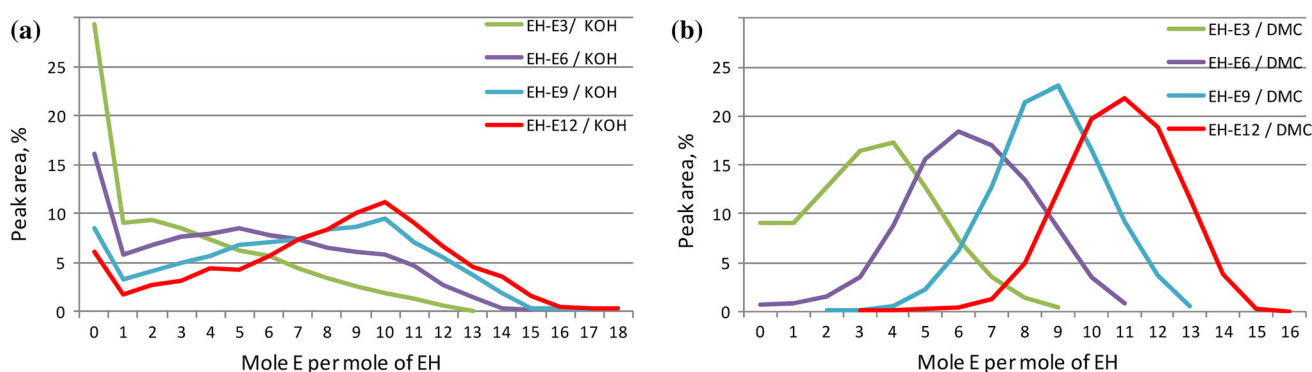 (a)
Peak area, %
25
20
15
10
5
0
EH-E3/ KOH
EH-E6 / KOH
EH-E9 / KOH
EH-E12 / KOH
0 1 2 3 4 5 6 7 8 9 10 11 12 13 14 15 16 17 18
Mole E per mole of EH
(b)
Peak area, %
25
20
15
10
5
0
EH-E3 / DMC
EH-E6 / DMC
EH-E9 / DMC
EH-E12 / DMC
0 1 2 3 4 5 6 7 8 9 10 11 12 13 14 15 16
Mole E per mole of EH